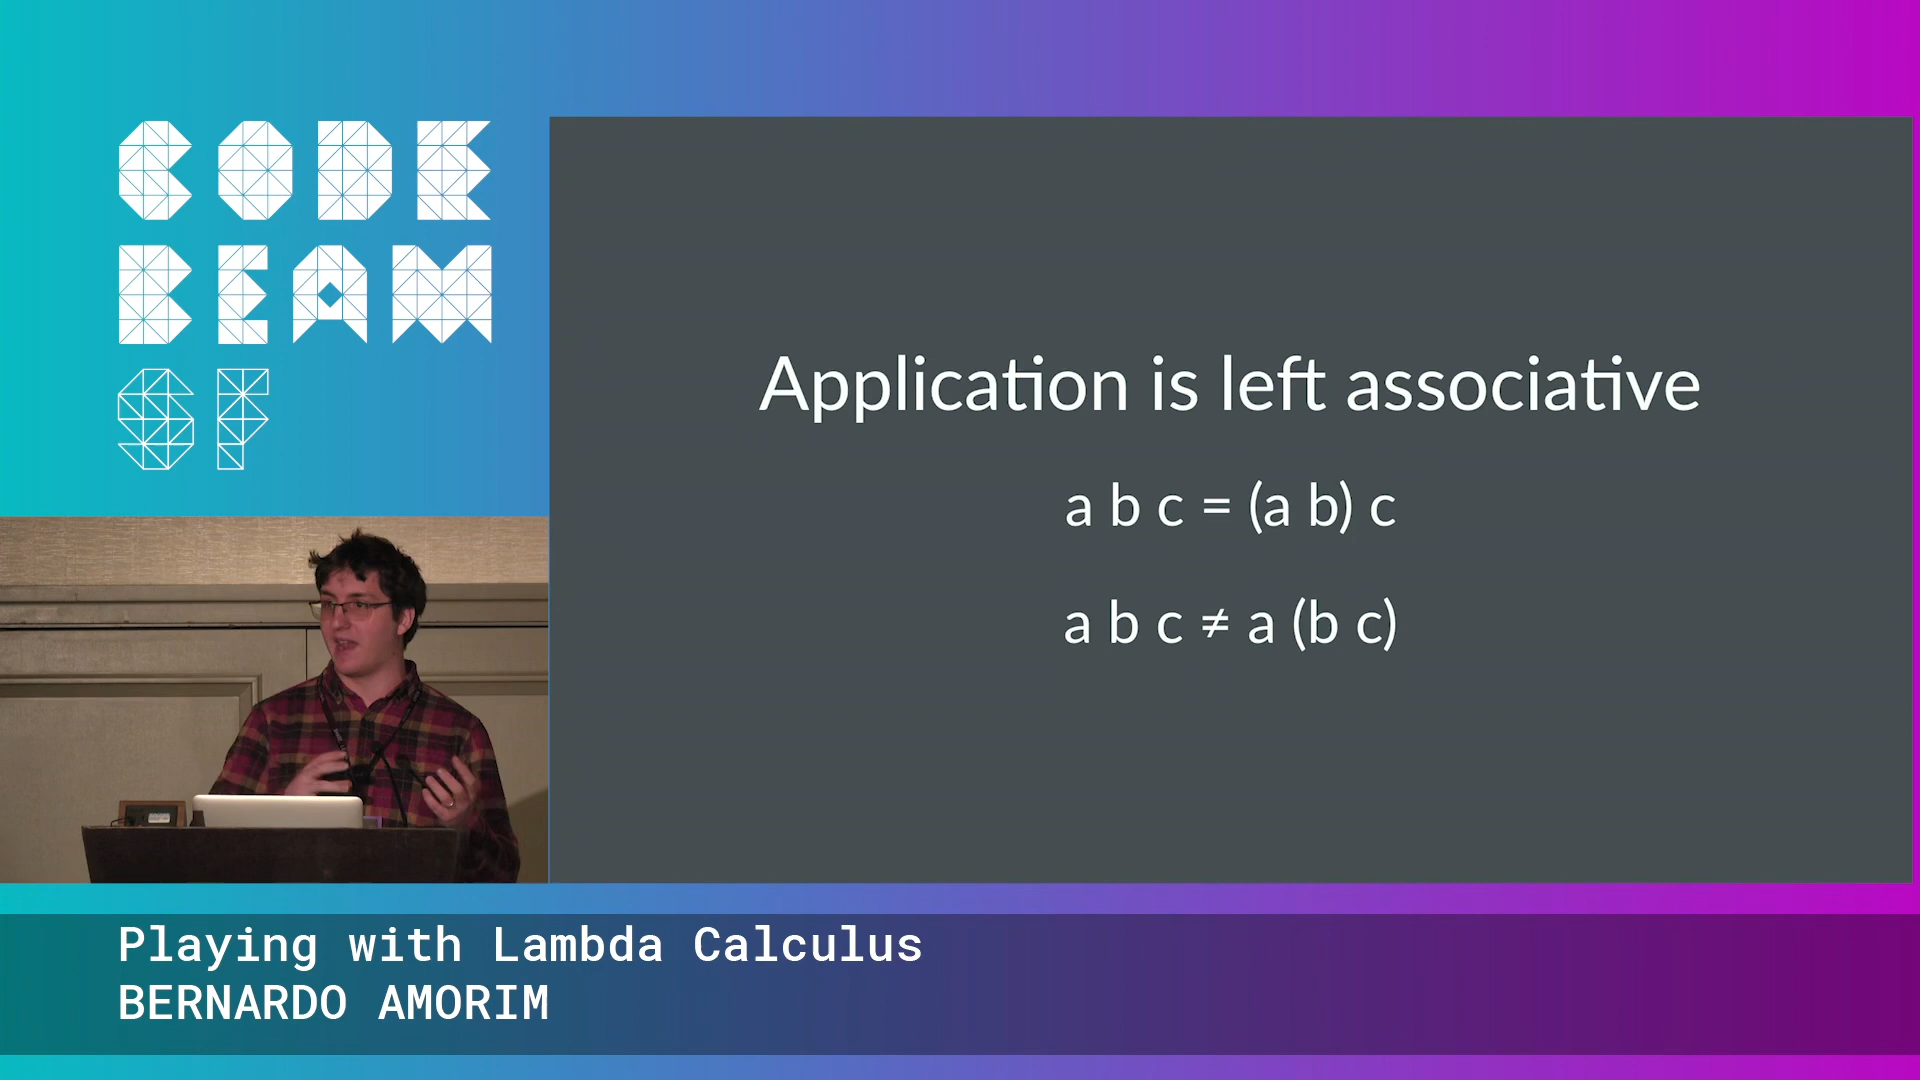 CODE
BEAM
SF
Application is left associative
a b c = (a b) c
a b c ≠ a (b c)
Playing with Lambda Calculus
BERNARDO AMORIM